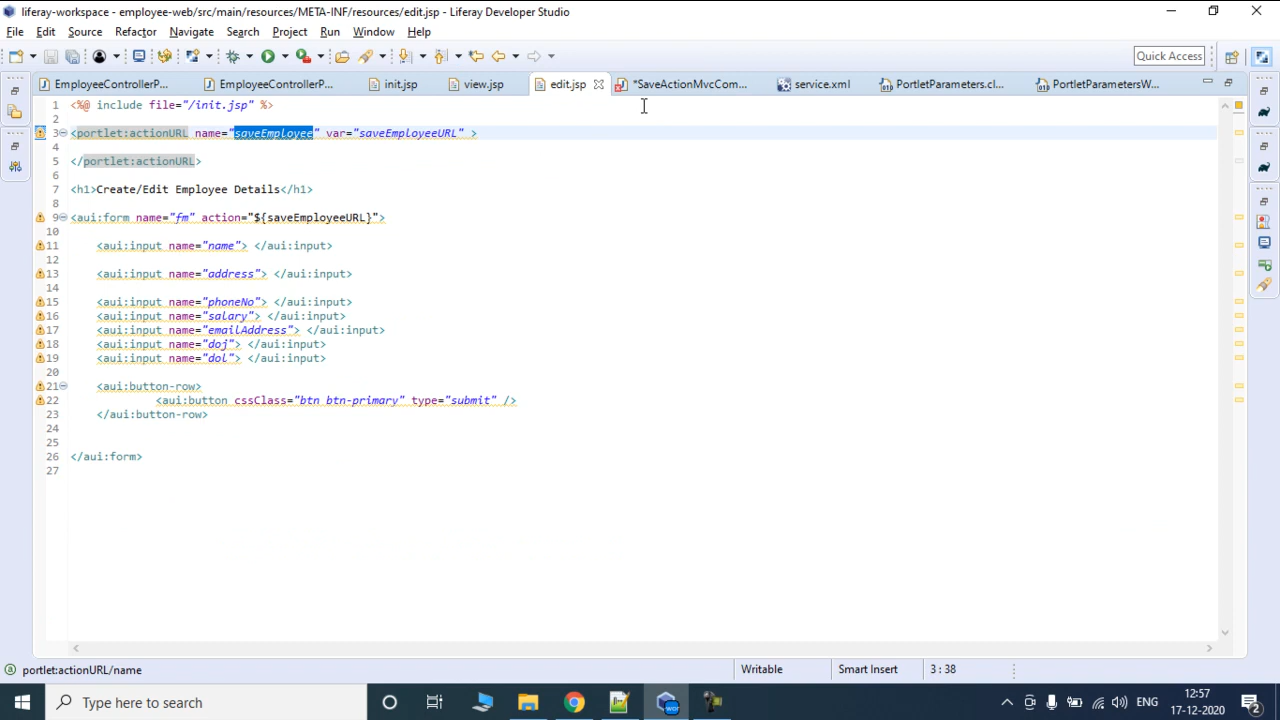 liferay-workspace - employee-web/src/main/resources/META-INF/resources/edit.jsp - Liferay Developer Studio
File Edit Source Refactor Navigate Search Project Run Window Help
Quick Access
EmployeeControllerP... EmployeeControllerP... init.jsp view.jsp edit.jsp *SaveActionMvcCom... service.xml PortletParameters.cl... PortletParametersW...
1 <%@ include file="/init.jsp" %>
2
3 <portlet:actionURL name="saveEmployee" var="saveEmployeeURL" >
4
5 </portlet:actionURL>
6
7 <h1>Create/Edit Employee Details</h1>
8
9 <aui:form name="fm" action="${saveEmployeeURL}">
10
11 <aui:input name="name"> </aui:input>
12
13 <aui:input name="address"> </aui:input>
14
15 <aui:input name="phoneNo"> </aui:input>
16 <aui:input name="salary"> </aui:input>
17 <aui:input name="emailAddress"> </aui:input>
18 <aui:input name="doj"> </aui:input>
19 <aui:input name="dol"> </aui:input>
20
21 <aui:button-row>
22 <aui:button cssClass="btn btn-primary" type="submit" />
23 </aui:button-row>
24
25
26 </aui:form>
27
portlet:actionURL/name Writable Smart Insert 3 : 38
Type here to search ENG 12:57
17-12-2020 2